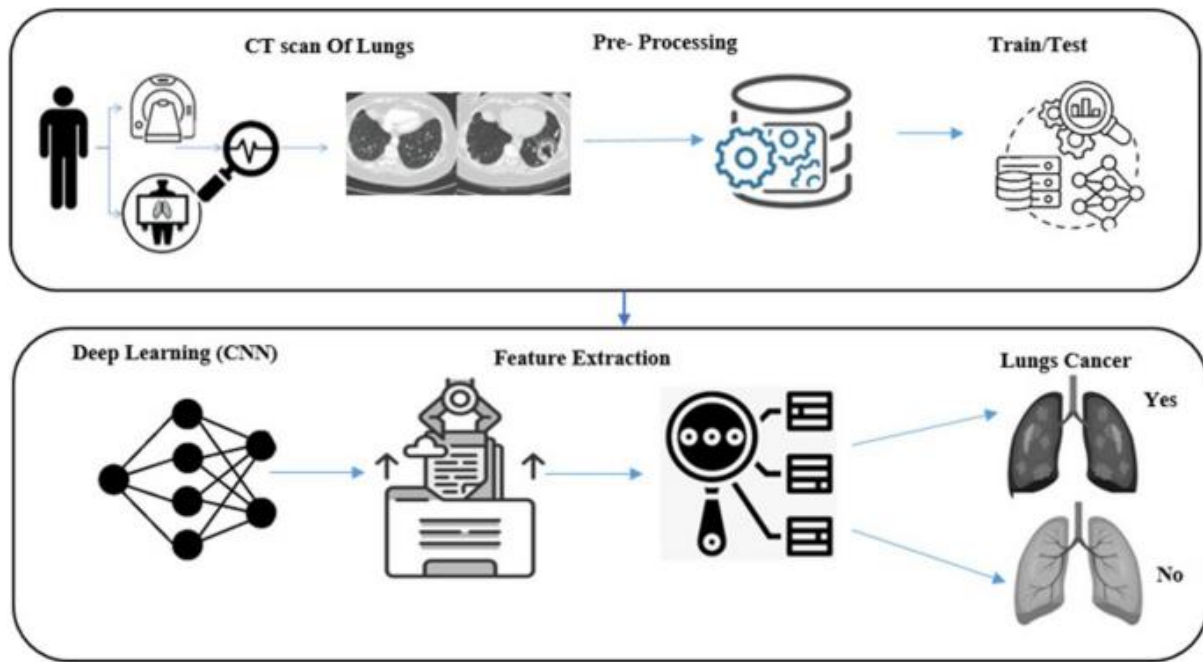 CT scan Of Lungs
Pre- Processing
Train/Test
Deep Learning (CNN)
Feature Extraction
Lungs Cancer
Yes
No